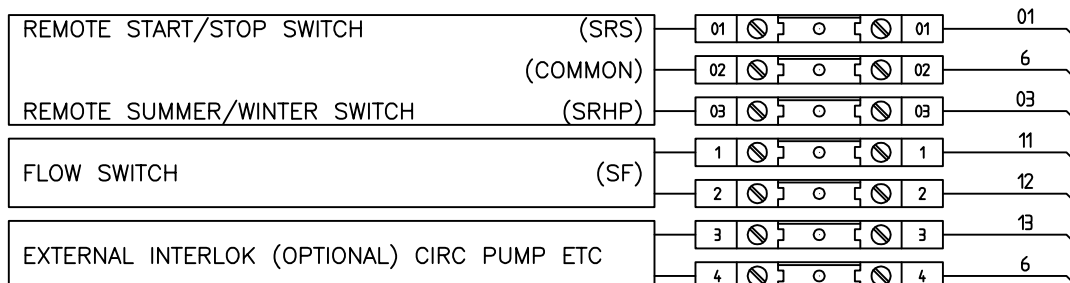 REMOTE START/STOP SWITCH (SRS) 01 01 01
(COMMON) 02 02 6
REMOTE SUMMER/WINTER SWITCH (SRHP) 03 03 03
1 1 11
FLOW SWITCH (SF)
2 2 12
3 3 13
EXTERNAL INTERLOK (OPTIONAL) CIRC PUMP ETC
4 4 6